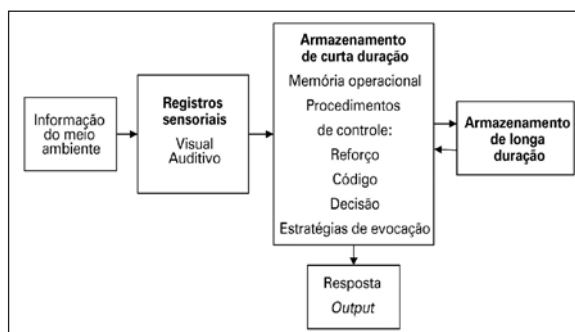 Informação
do meio
ambiente
Registros
sensoriais
Visual
Auditivo
Armazenamento
de curta duração
Memória operacional
Procedimentos
de controle:
Reforço
Código
Decisão
Estratégias de evocação
Armazenamento
de longa
duração
Resposta
Output